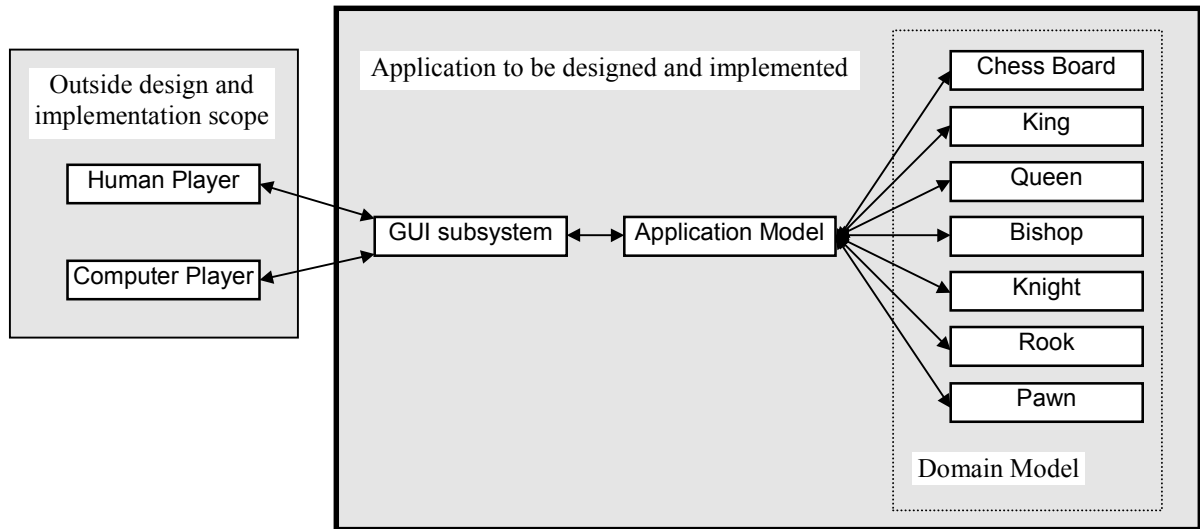 Outside design and
implementation scope
Human Player
Computer Player
Application to be designed and implemented
GUI subsystem
Application Model
Chess Board
King
Queen
Bishop
Knight
Rook
Pawn
Domain Model